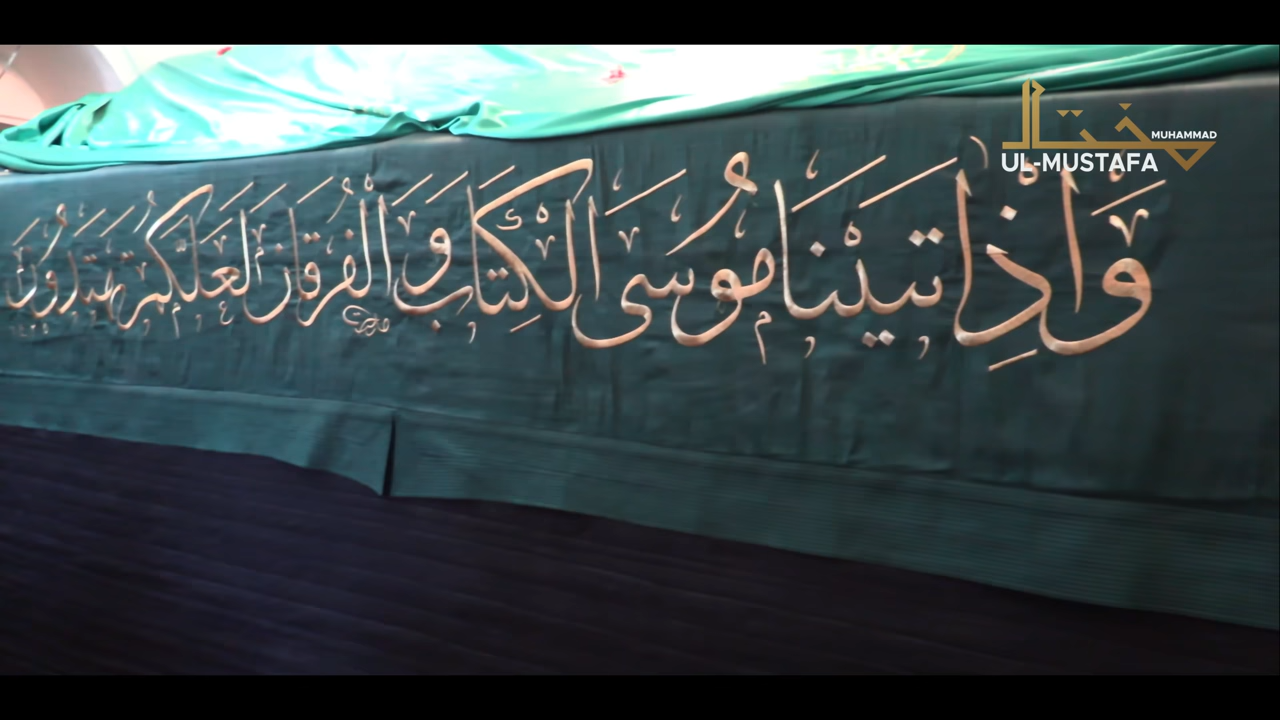 وَإِذْ اٰتَيْنَا مُوسَى الْكِتَابَ وَالْفُرْقَانَ لَعَلَّكُمْ تَهْتَدُونَ
MUHAMMAD
UL-MUSTAFA